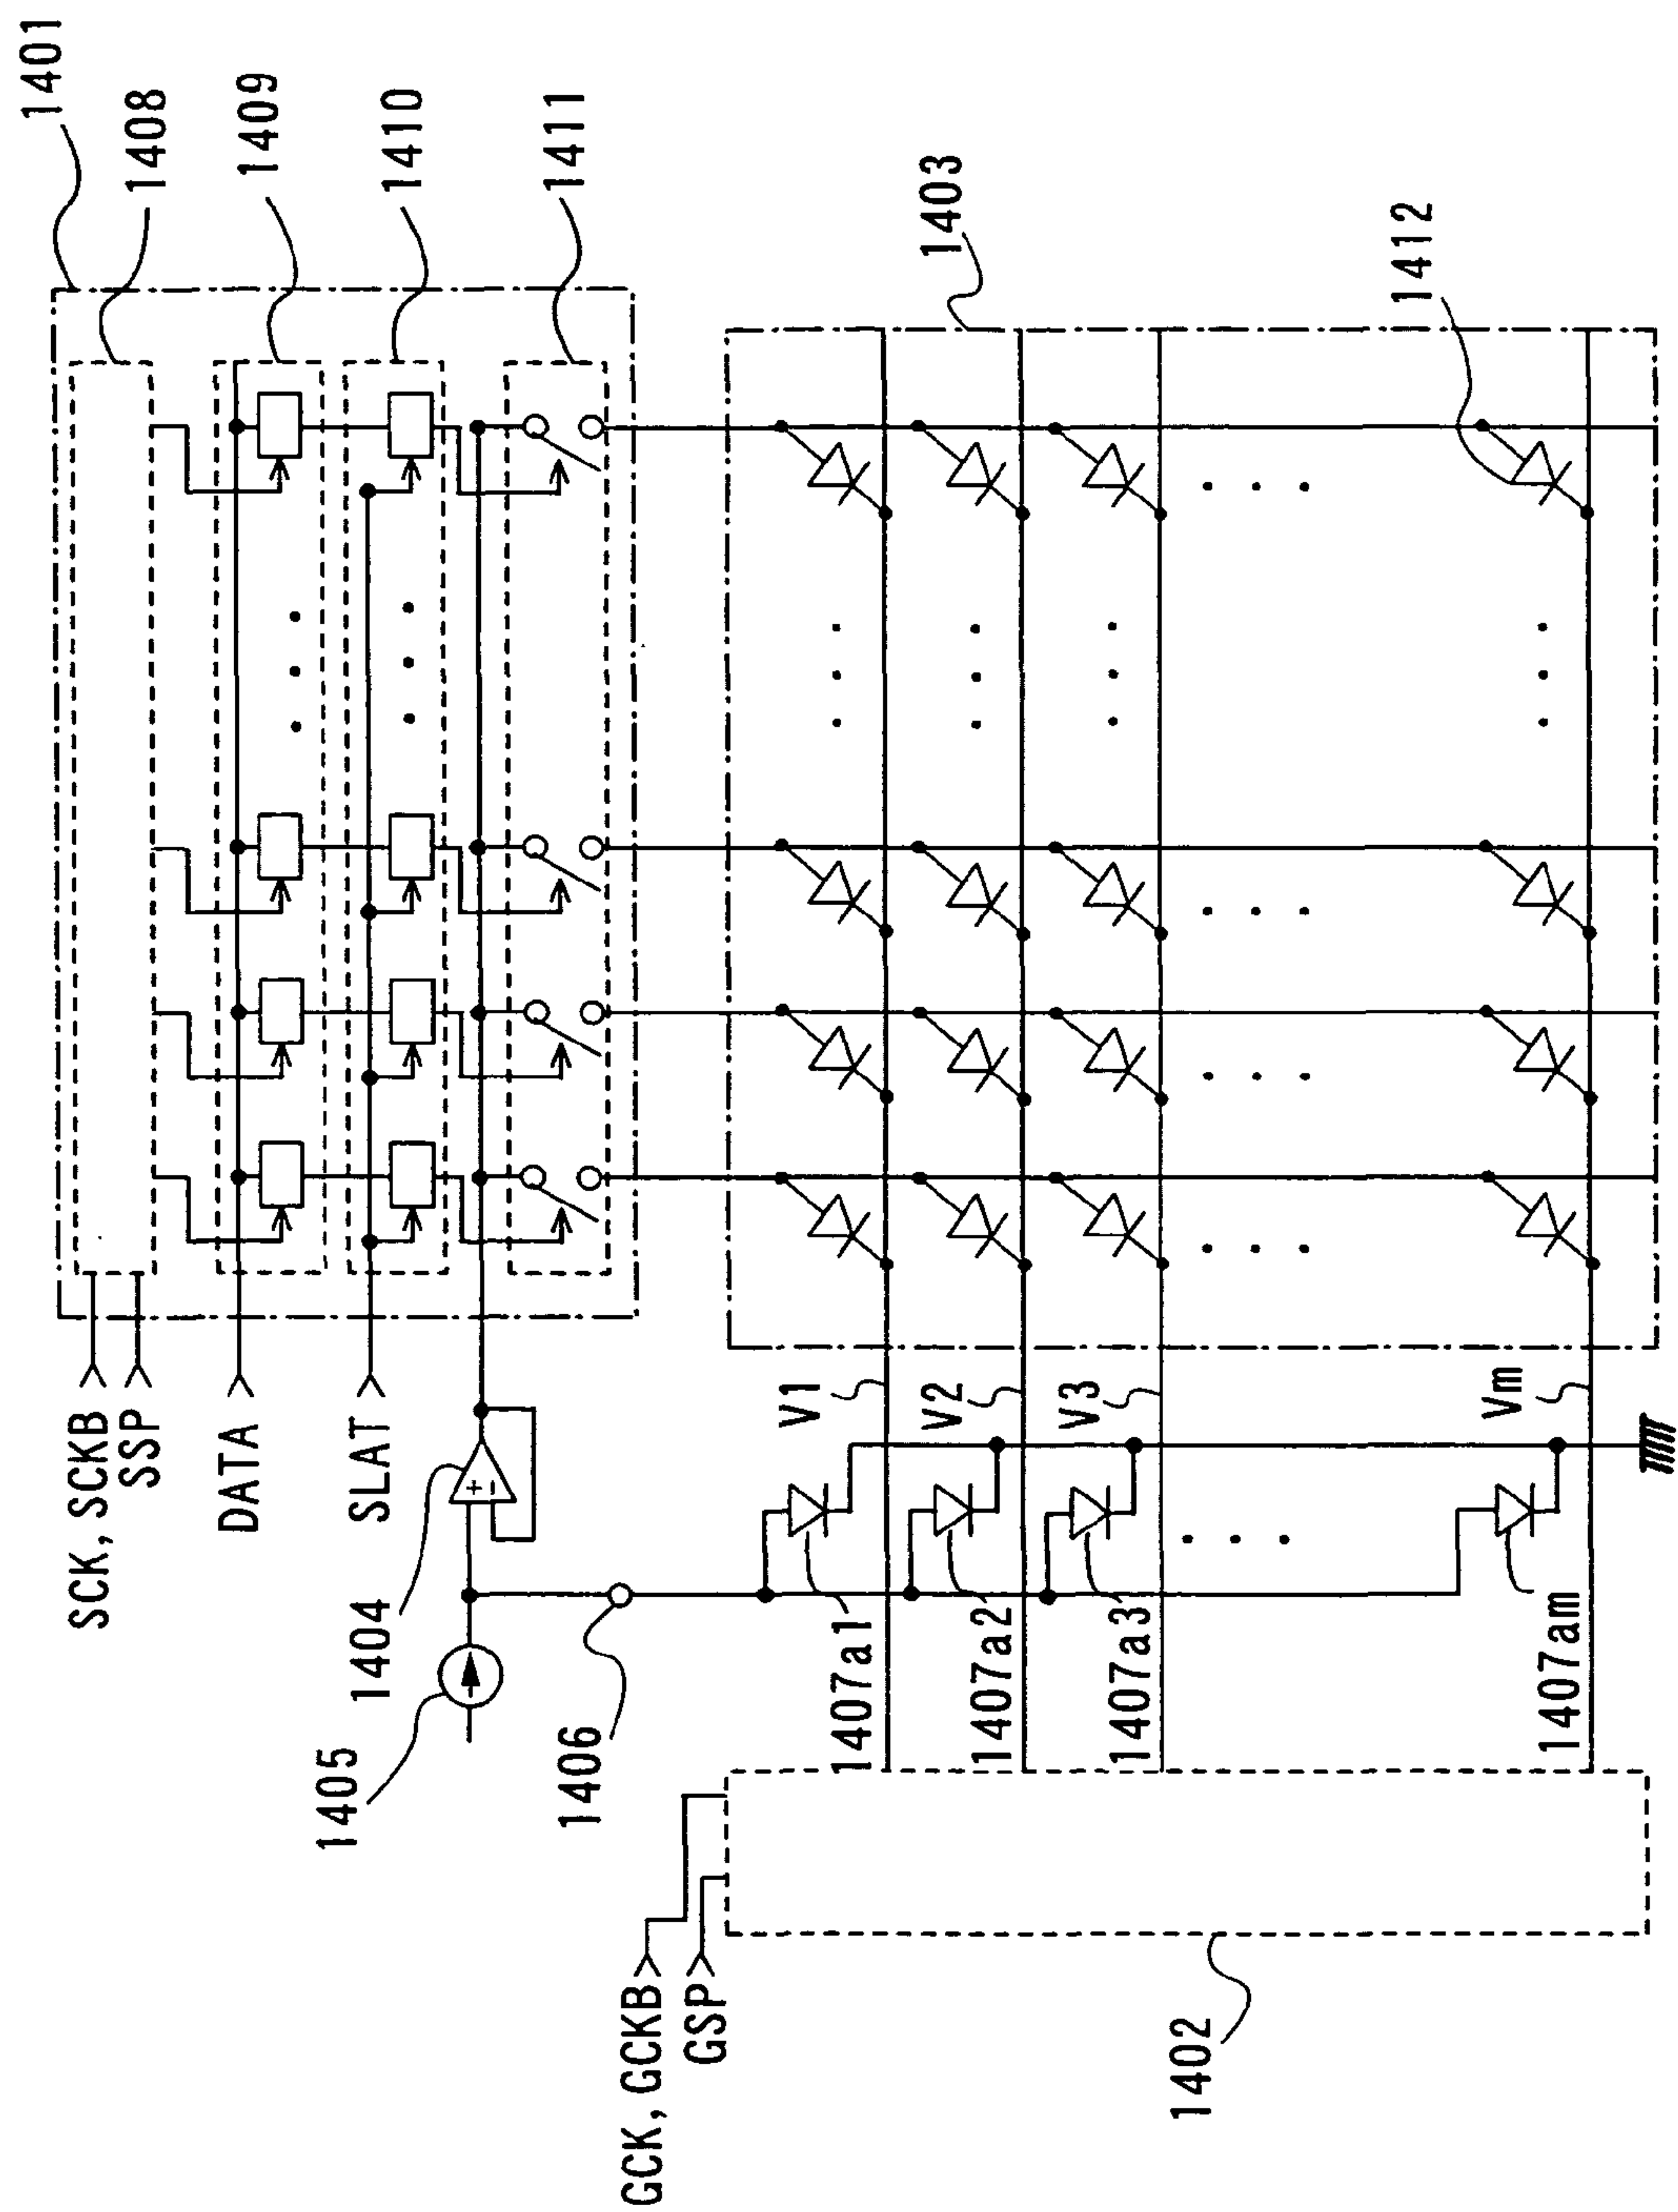 1401
1408
1409
1410
1411
1403
1412
SCK, SCKB
SSP
DATA
SLAT
1404
1405
1406
V1
V2
V3
Vm
1407a1
1407a2
1407a3
1407am
GCK, GCKB
GSP
1402